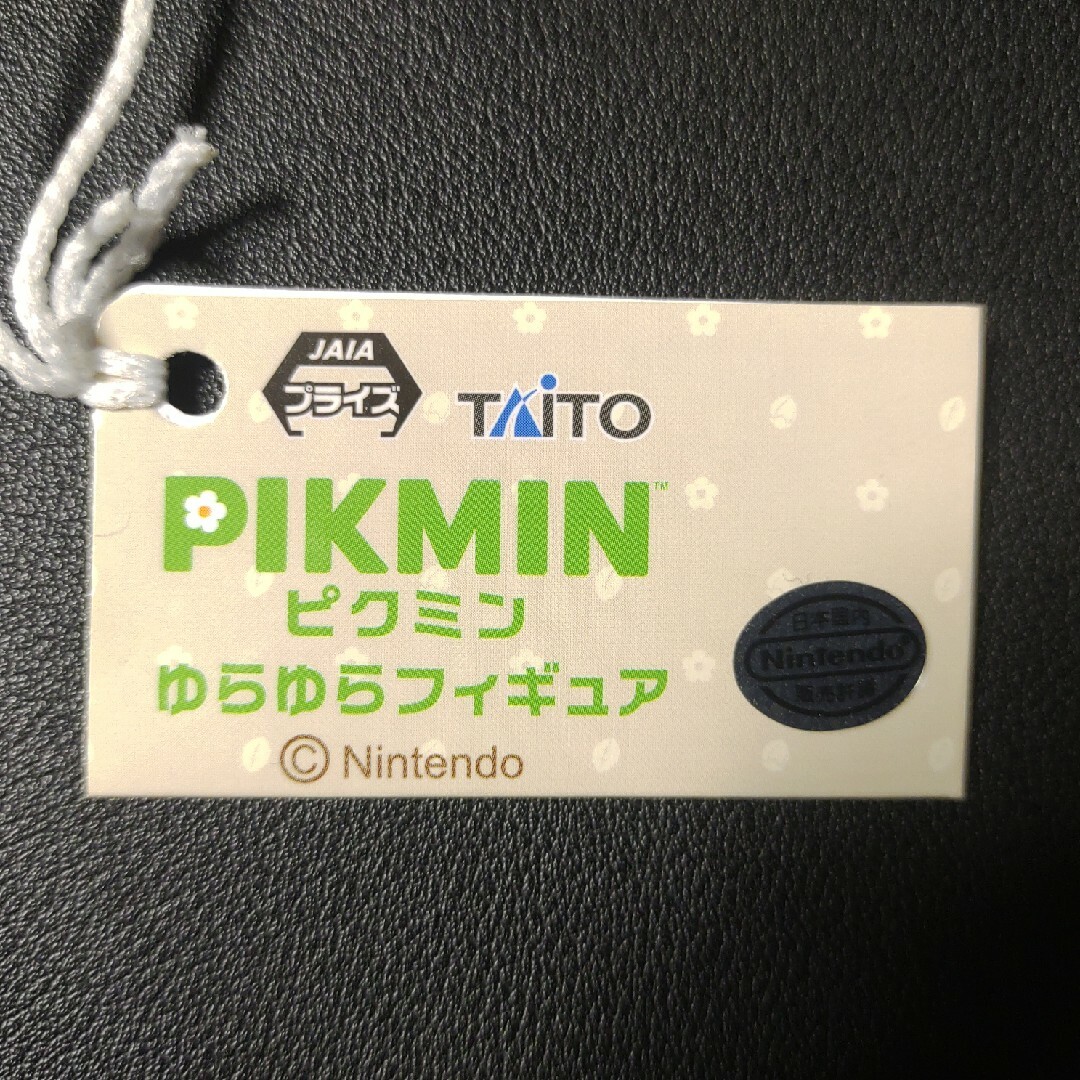 JAIA
プライズ
TAITO
PIKMIN™
ピクミン
ゆらゆらフィギュア
© Nintendo
日本国内
Nintendo®
販売許諾